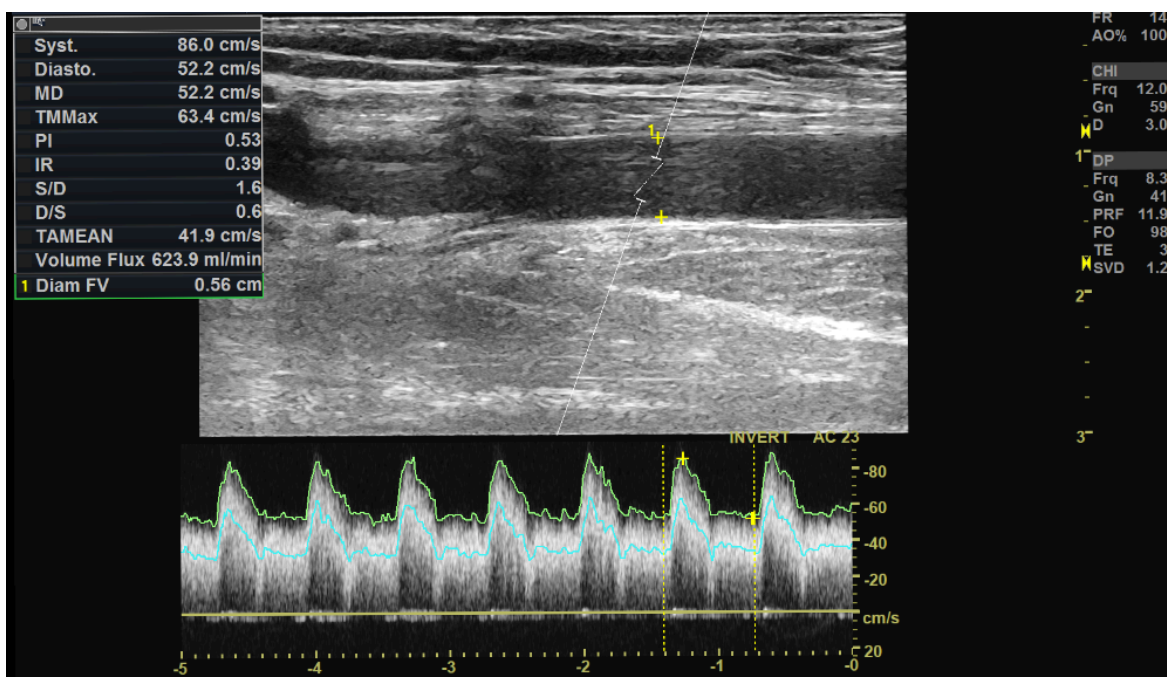 Syst. 86.0 cm/s
Diasto. 52.2 cm/s
MD 52.2 cm/s
TMMax 63.4 cm/s
PI 0.53
IR 0.39
S/D 1.6
D/S 0.6
TAMEAN 41.9 cm/s
Volume Flux 623.9 ml/min
1 Diam FV 0.56 cm
1
FR 14
AO% 100
CHI
Frq 12.0
Gn 59
D 3.0
1
DP
Frq 8.3
Gn 41
PRF 11.9
FO 98
TE 3
SVD 1.2
2
3
INVERT AC 23
-80
-60
-40
-20
cm/s
20
-5 -4 -3 -2 -1 -0